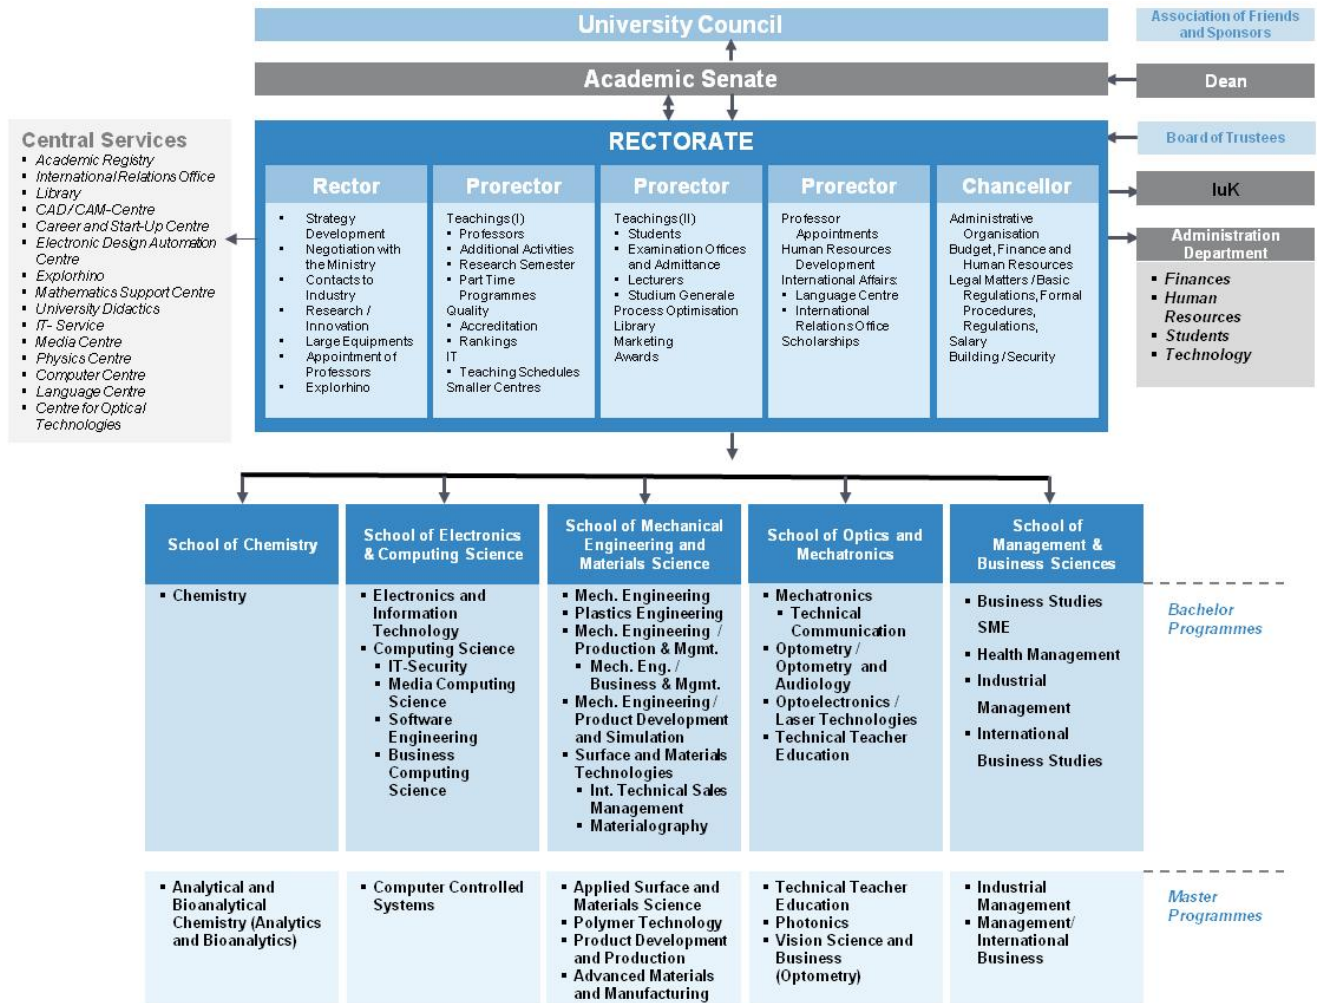 University Council
Association of Friends
and Sponsors
Academic Senate
Dean
Central Services
▪ Academic Registry
▪ International Relations Office
▪ Library
▪ CAD/CAM-Centre
▪ Career and Start-Up Centre
▪ Electronic Design Automation
Centre
▪ Explorhino
▪ Mathematics Support Centre
▪ University Didactics
▪ IT- Service
▪ Media Centre
▪ Physics Centre
▪ Computer Centre
▪ Language Centre
▪ Centre for Optical
Technologies
RECTORATE
Rector
▪ Strategy
Development
▪ Negotiation with
the Ministry
▪ Contacts to
Industry
▪ Research /
Innovation
▪ Large Equipments
▪ Appointment of
Professors
▪ Explorhino
Prorector
Teachings(I)
▪ Professors
▪ Additional Activities
▪ Research Semester
▪ Part Time
Programmes
Quality
▪ Accreditation
▪ Rankings
IT
▪ Teaching Schedules
Smaller Centres
Prorector
Teachings(II)
▪ Students
▪ Examination Offices
and Admittance
▪ Lecturers
▪ Studium Generale
Process Optimisation
Library
Marketing
Awards
Prorector
Professor
Appointments
Human Resources
Development
International Affairs:
▪ Language Centre
▪ International
Relations Office
Scholarships
Chancellor
Administrative
Organisation
Budget, Finance and
Human Resources
Legal Matters / Basic
Regulations, Formal
Procedures,
Regulations,
Salary
Building / Security
Board of Trustees
IuK
Administration
Department
▪ Finances
▪ Human
Resources
▪ Students
▪ Technology
School of Chemistry
▪ Chemistry
School of Electronics
& Computing Science
▪ Electronics and
Information
Technology
▪ Computing Science
▪ IT-Security
▪ Media Computing
Science
▪ Software
Engineering
▪ Business
Computing
Science
School of Mechanical
Engineering and
Materials Science
▪ Mech. Engineering
▪ Plastics Engineering
▪ Mech. Engineering /
Production & Mgmt.
▪ Mech. Eng. /
Business & Mgmt.
▪ Mech. Engineering /
Product Development
and Simulation
▪ Surface and Materials
Technologies
▪ Int. Technical Sales
Management
▪ Materialography
School of Optics and
Mechatronics
▪ Mechatronics
▪ Technical
Communication
▪ Optometry /
Optometry and
Audiology
▪ Optoelectronics /
Laser Technologies
▪ Technical Teacher
Education
School of
Management &
Business Sciences
▪ Business Studies
SME
▪ Health Management
▪ Industrial
Management
▪ International
Business Studies
Bachelor
Programmes
▪ Analytical and
Bioanalytical
Chemistry (Analytics
and Bioanalytics)
▪ Computer Controlled
Systems
▪ Applied Surface and
Materials Science
▪ Polymer Technology
▪ Product Development
and Production
▪ Advanced Materials
and Manufacturing
▪ Technical Teacher
Education
▪ Photonics
▪ Vision Science and
Business
(Optometry)
▪ Industrial
Management
▪ Management/
International
Business
Master
Programmes